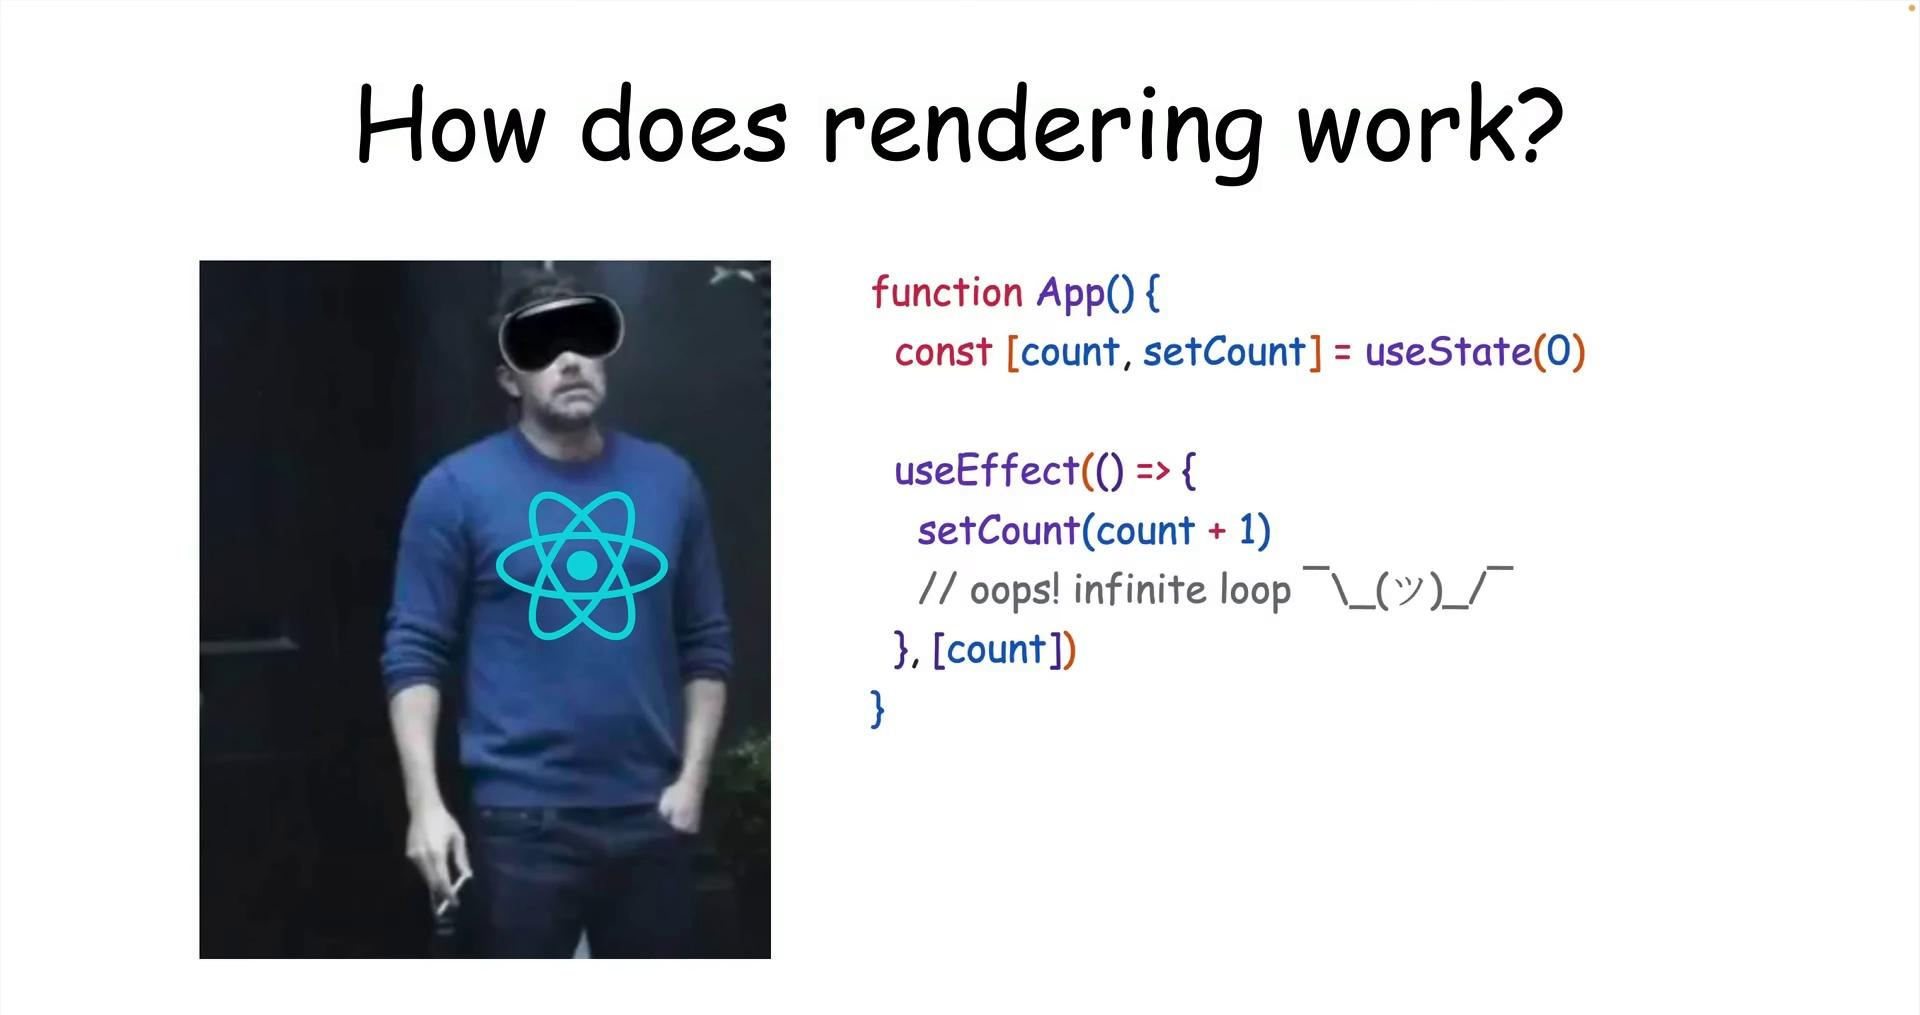 How does rendering work?
function App() {
const [count, setCount] = useState(0)
useEffect(() => {
setCount(count + 1)
// oops! infinite loop ¯\_(ツ)_/¯
}, [count])
}